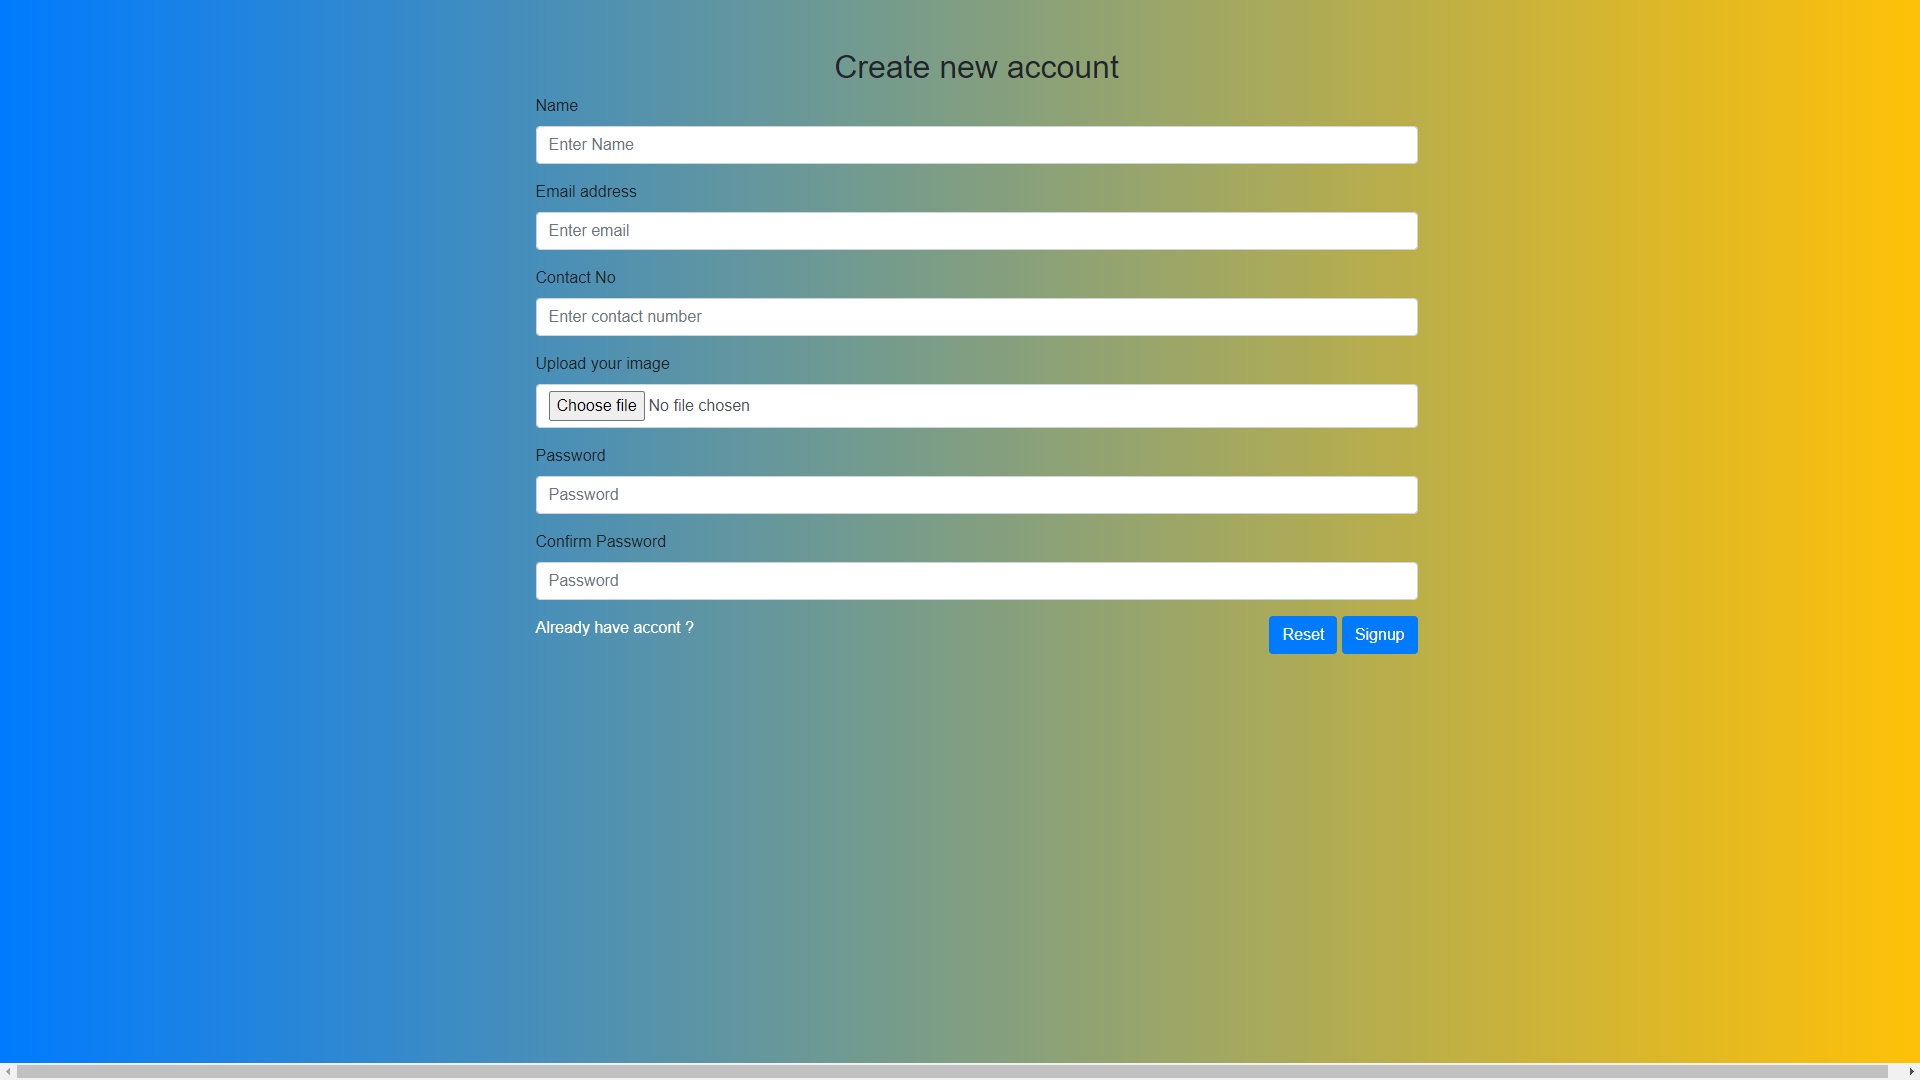 Create new account
Name
Enter Name
Email address
Enter email
Contact No
Enter contact number
Upload your image
Choose file No file chosen
Password
Password
Confirm Password
Password
Already have accont ? Reset Signup